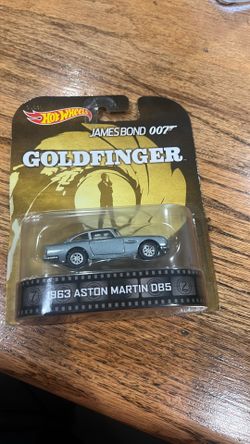 Hot Wheels
JAMES BOND 007
GOLDFINGER
1963 ASTON MARTIN DB5